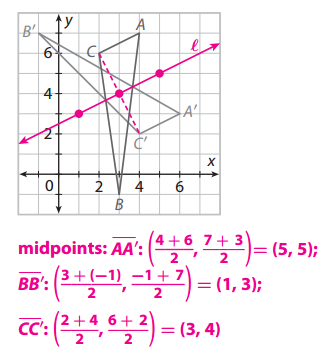 y
B′
A
ℓ
6
C
4
A′
2
C′
x
0
2
4
6
B
midpoints: AA′: (4 + 6/2, 7 + 3/2) = (5, 5);
BB′: (3 + (−1)/2, −1 + 7/2) = (1, 3);
CC′: (2 + 4/2, 6 + 2/2) = (3, 4)